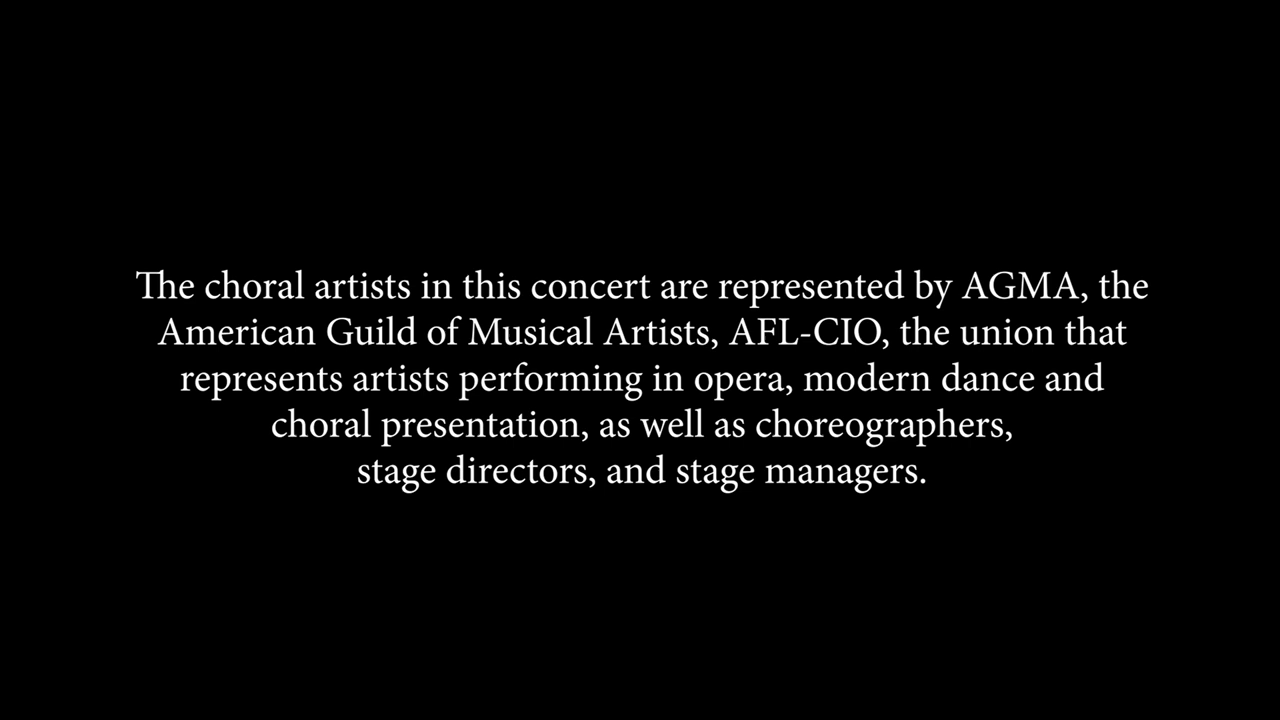 The choral artists in this concert are represented by AGMA, the
American Guild of Musical Artists, AFL-CIO, the union that
represents artists performing in opera, modern dance and
choral presentation, as well as choreographers,
stage directors, and stage managers.